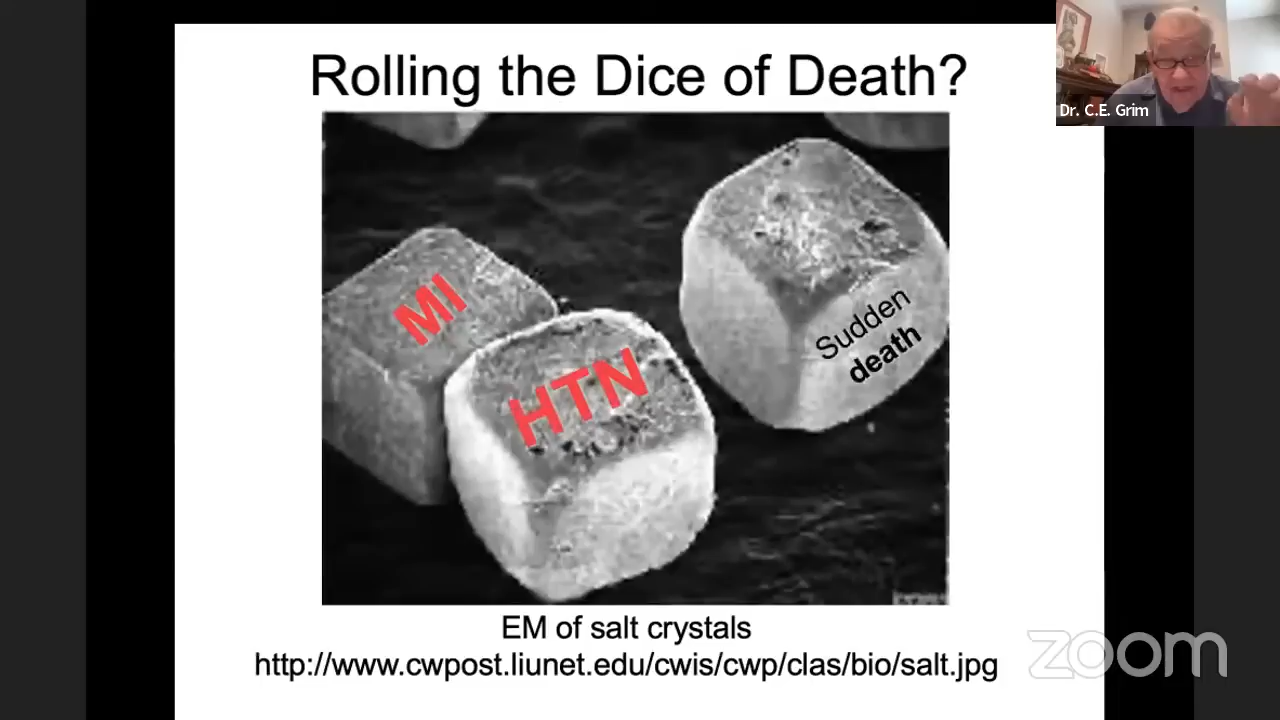 Rolling the Dice of Death?
Dr. C.E. Grim
MI
HTN
Sudden
death
EM of salt crystals
http://www.cwpost.liunet.edu/cwis/cwp/clas/bio/salt.jpg
zoom